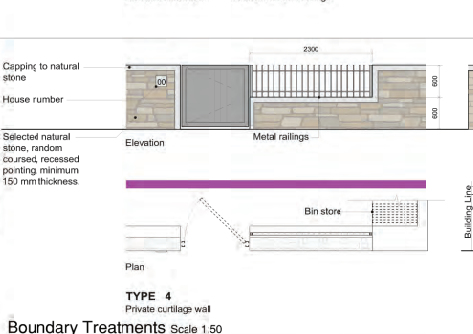 2300
Capping to natural
stone
00
House number
600
600
Selected natural
stone, random
coursed, recessed
pointing, minimum
150 mm thickness
Elevation
Metal railings
Bin store
Building Line
Plan
TYPE 4
Private curtilage wall
Boundary Treatments Scale 1:50